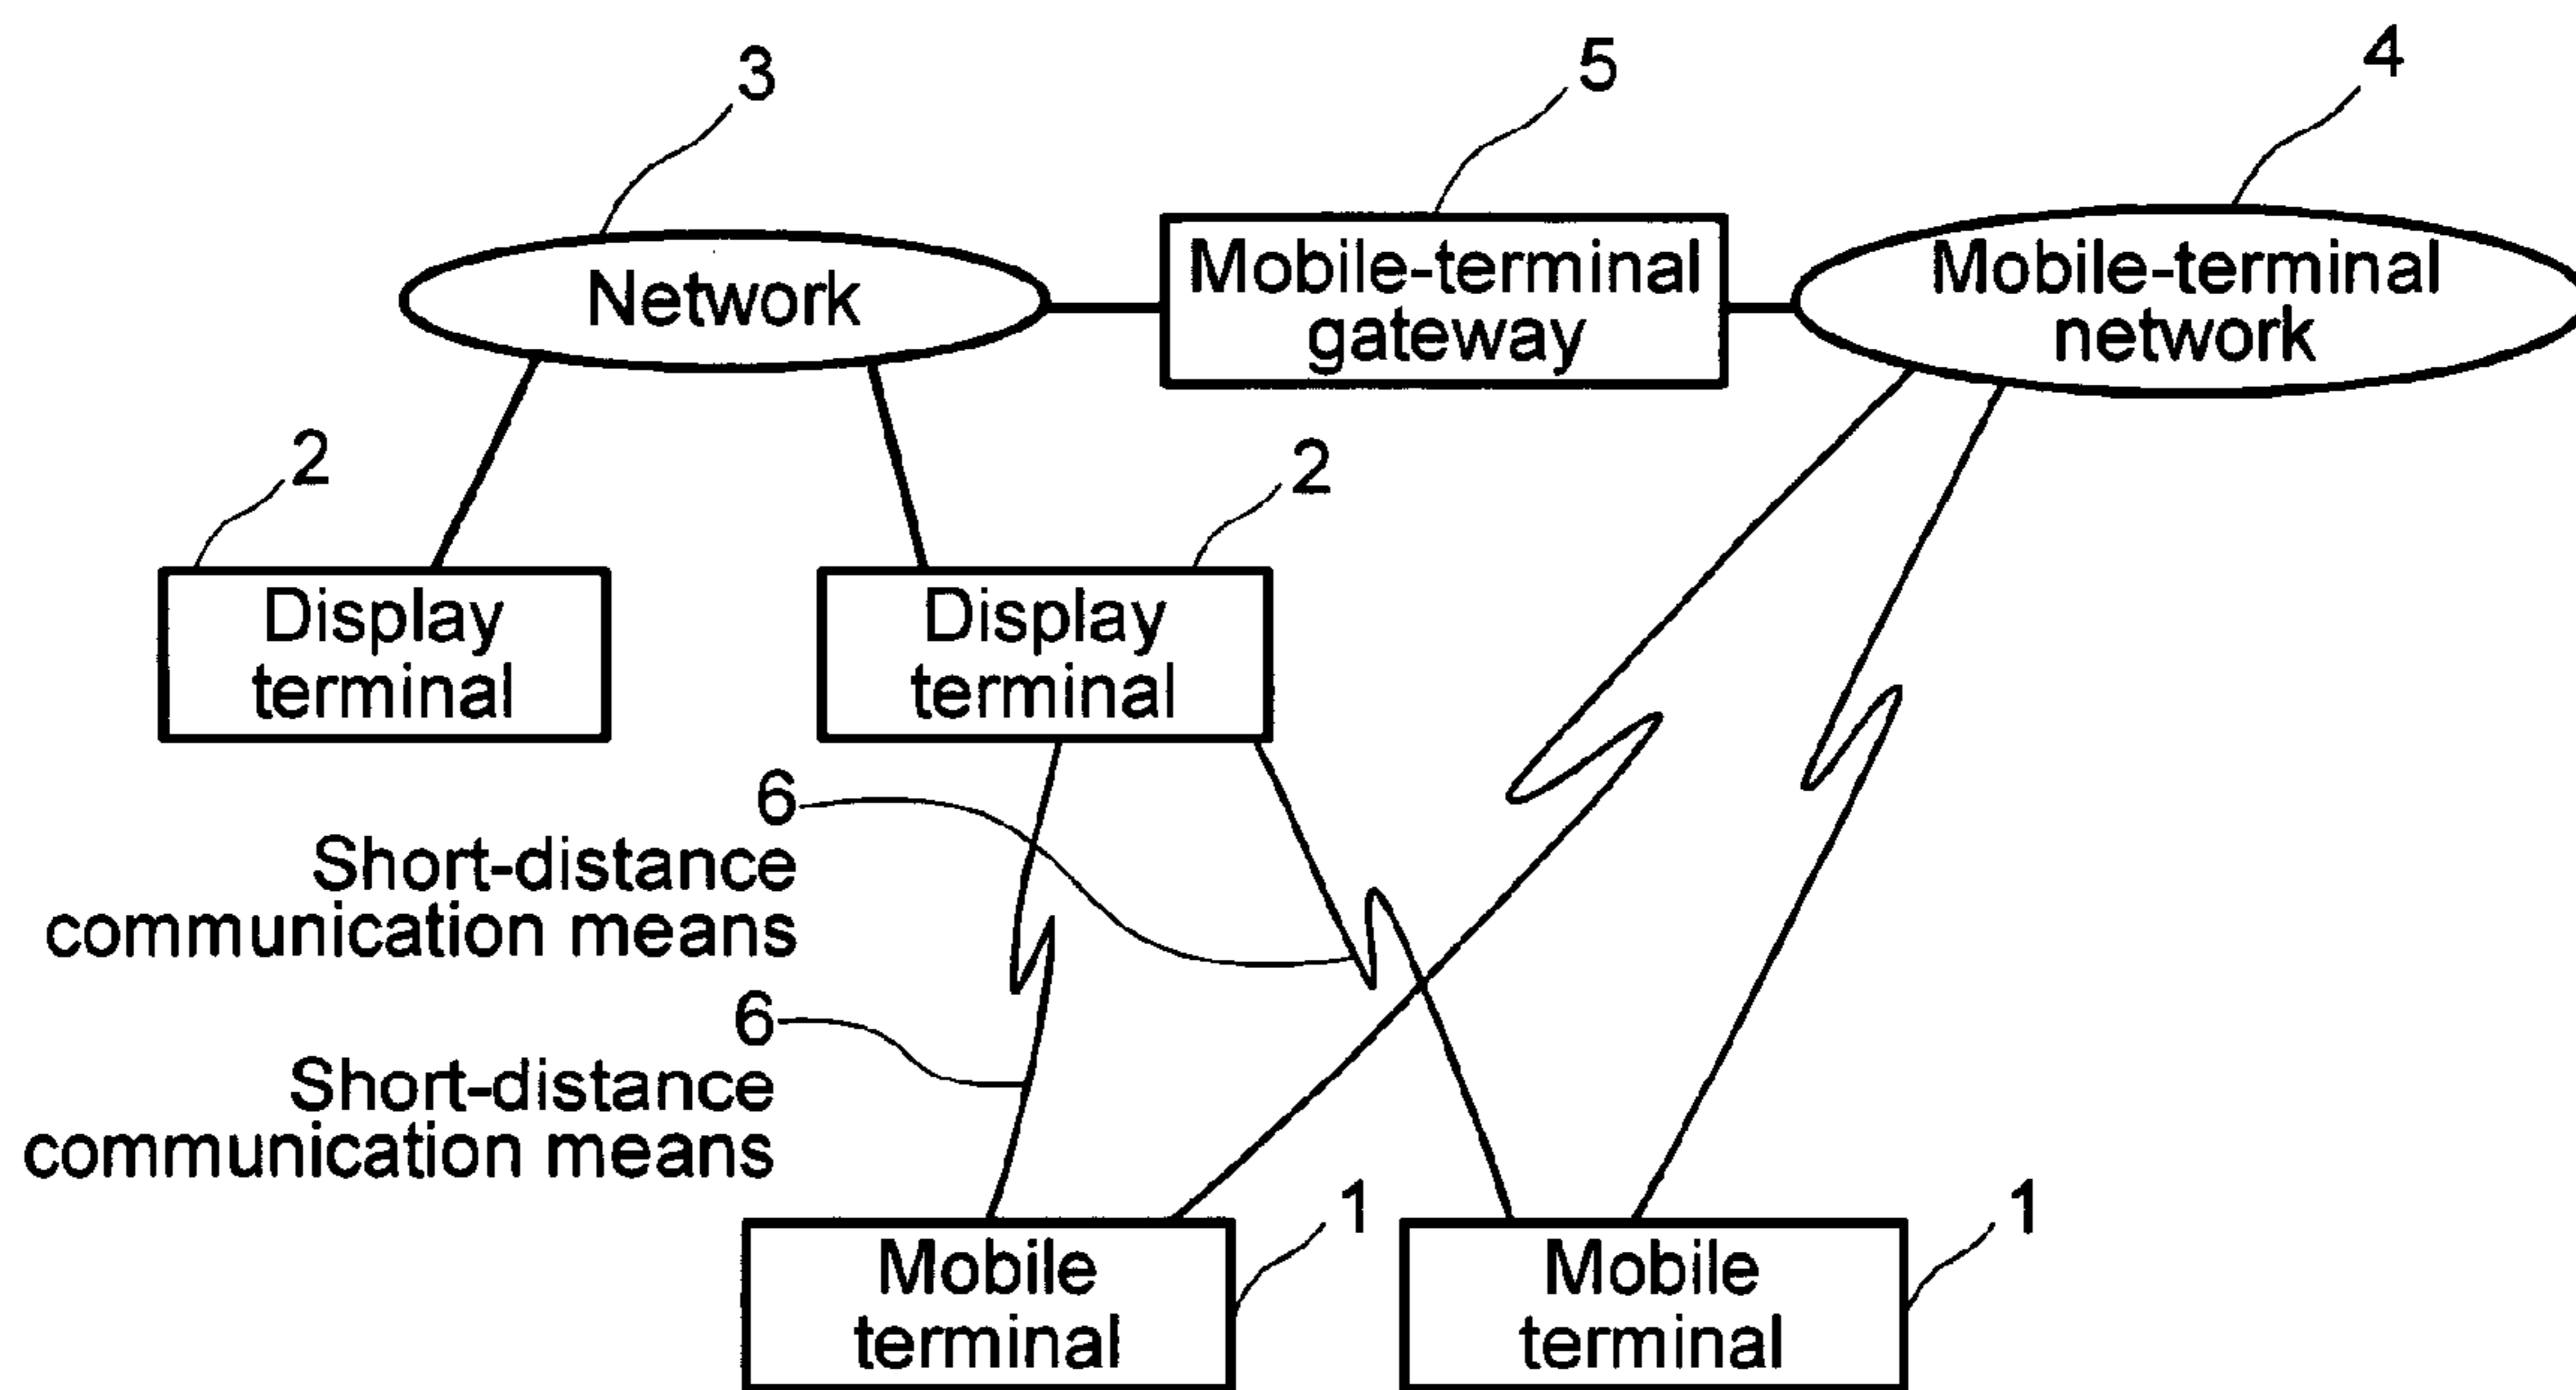 3
5
4
Network
Mobile-terminal
gateway
Mobile-terminal
network
2
2
Display
terminal
Display
terminal
6
Short-distance
communication means
6
Short-distance
communication means
1
1
Mobile
terminal
Mobile
terminal